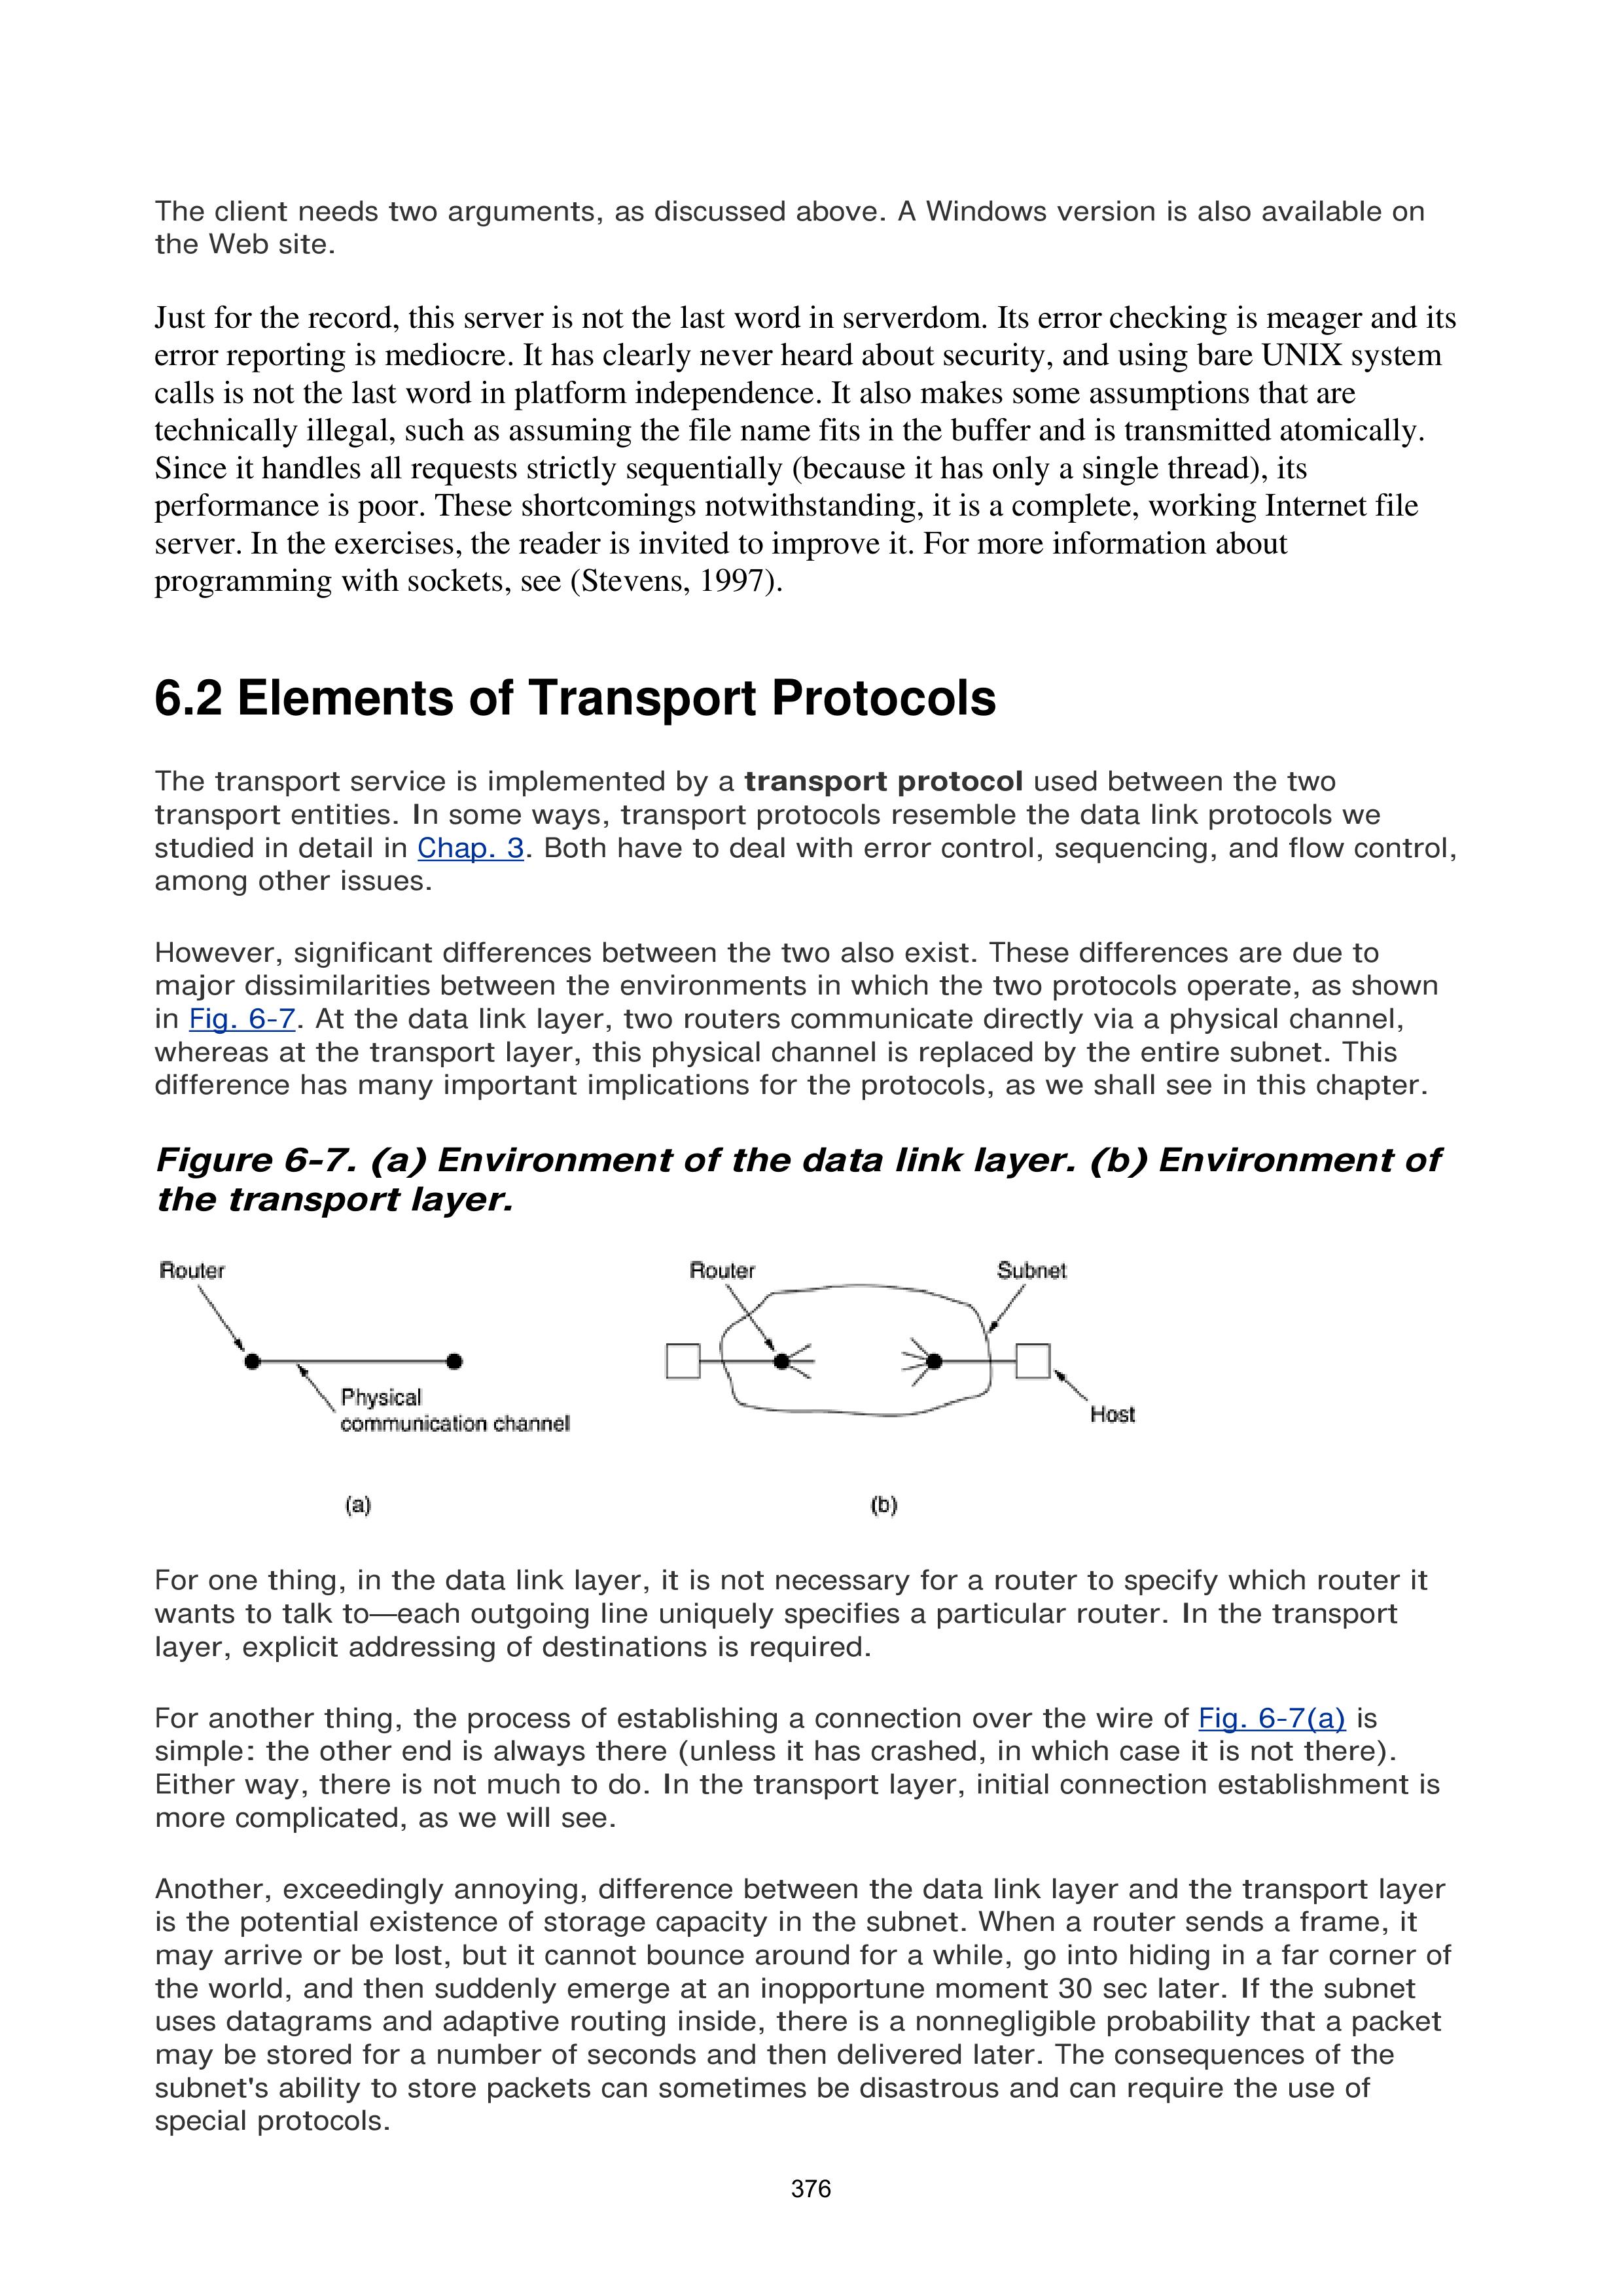 The client needs two arguments, as discussed above. A Windows version is also available on
the Web site.
Just for the record, this server is not the last word in serverdom. Its error checking is meager and its
error reporting is mediocre. It has clearly never heard about security, and using bare UNIX system
calls is not the last word in platform independence. It also makes some assumptions that are
technically illegal, such as assuming the file name fits in the buffer and is transmitted atomically.
Since it handles all requests strictly sequentially (because it has only a single thread), its
performance is poor. These shortcomings notwithstanding, it is a complete, working Internet file
server. In the exercises, the reader is invited to improve it. For more information about
programming with sockets, see (Stevens, 1997).
6.2 Elements of Transport Protocols
The transport service is implemented by a transport protocol used between the two
transport entities. In some ways, transport protocols resemble the data link protocols we
studied in detail in Chap. 3. Both have to deal with error control, sequencing, and flow control,
among other issues.
However, significant differences between the two also exist. These differences are due to
major dissimilarities between the environments in which the two protocols operate, as shown
in Fig. 6-7. At the data link layer, two routers communicate directly via a physical channel,
whereas at the transport layer, this physical channel is replaced by the entire subnet. This
difference has many important implications for the protocols, as we shall see in this chapter.
Figure 6-7. (a) Environment of the data link layer. (b) Environment of
the transport layer.
Router
Physical
communication channel
(a)
Router
Subnet
Host
(b)
For one thing, in the data link layer, it is not necessary for a router to specify which router it
wants to talk to—each outgoing line uniquely specifies a particular router. In the transport
layer, explicit addressing of destinations is required.
For another thing, the process of establishing a connection over the wire of Fig. 6-7(a) is
simple: the other end is always there (unless it has crashed, in which case it is not there).
Either way, there is not much to do. In the transport layer, initial connection establishment is
more complicated, as we will see.
Another, exceedingly annoying, difference between the data link layer and the transport layer
is the potential existence of storage capacity in the subnet. When a router sends a frame, it
may arrive or be lost, but it cannot bounce around for a while, go into hiding in a far corner of
the world, and then suddenly emerge at an inopportune moment 30 sec later. If the subnet
uses datagrams and adaptive routing inside, there is a nonnegligible probability that a packet
may be stored for a number of seconds and then delivered later. The consequences of the
subnet's ability to store packets can sometimes be disastrous and can require the use of
special protocols.
376